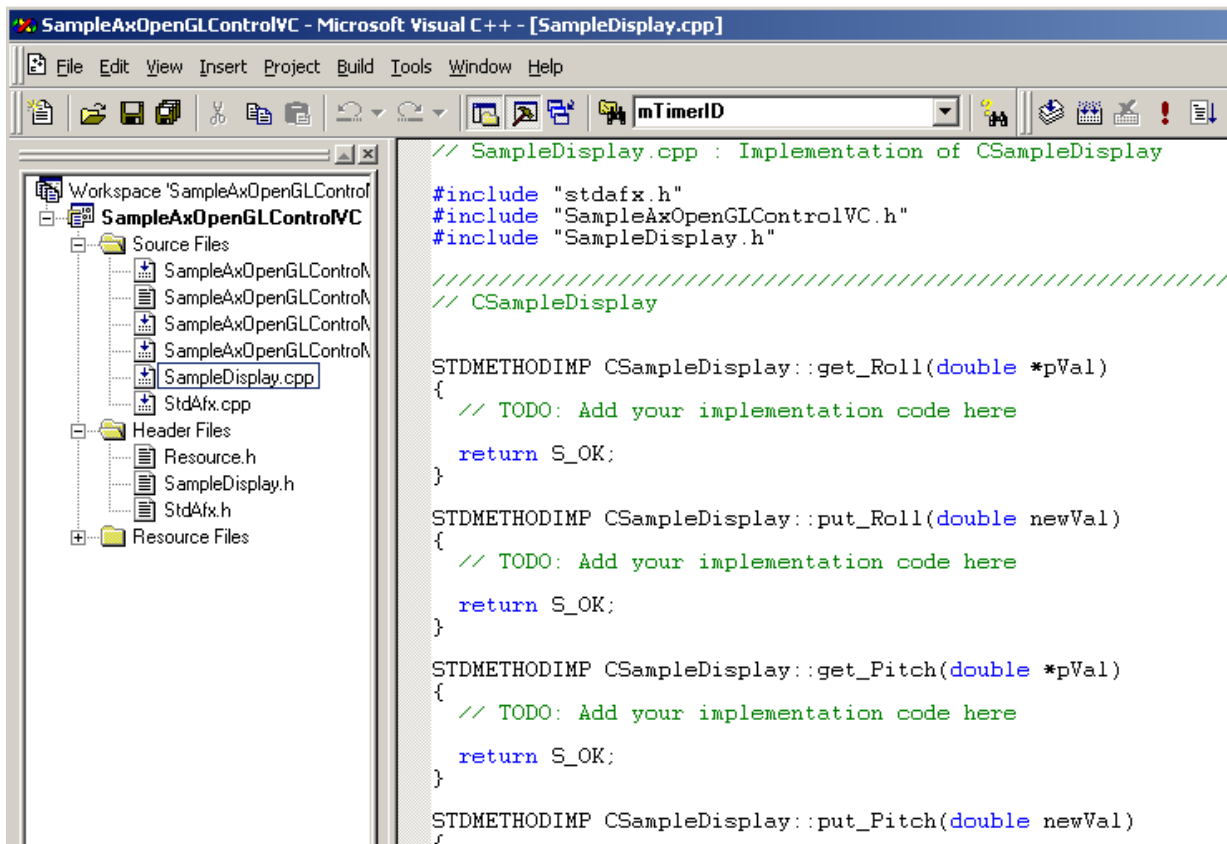 SampleAxOpenGLControlVC - Microsoft Visual C++ - [SampleDisplay.cpp]
File Edit View Insert Project Build Tools Window Help
mTimerID
Workspace 'SampleAxOpenGLControl
SampleAxOpenGLControlVC
Source Files
SampleAxOpenGLControl
SampleAxOpenGLControl
SampleAxOpenGLControl
SampleAxOpenGLControl
SampleDisplay.cpp
StdAfx.cpp
Header Files
Resource.h
SampleDisplay.h
StdAfx.h
Resource Files
// SampleDisplay.cpp : Implementation of CSampleDisplay
#include "stdafx.h"
#include "SampleAxOpenGLControlVC.h"
#include "SampleDisplay.h"
////////////////////////////////////////////////////////////
// CSampleDisplay
STDMETHODIMP CSampleDisplay::get_Roll(double *pVal)
{
// TODO: Add your implementation code here
return S_OK;
}
STDMETHODIMP CSampleDisplay::put_Roll(double newVal)
{
// TODO: Add your implementation code here
return S_OK;
}
STDMETHODIMP CSampleDisplay::get_Pitch(double *pVal)
{
// TODO: Add your implementation code here
return S_OK;
}
STDMETHODIMP CSampleDisplay::put_Pitch(double newVal)
{